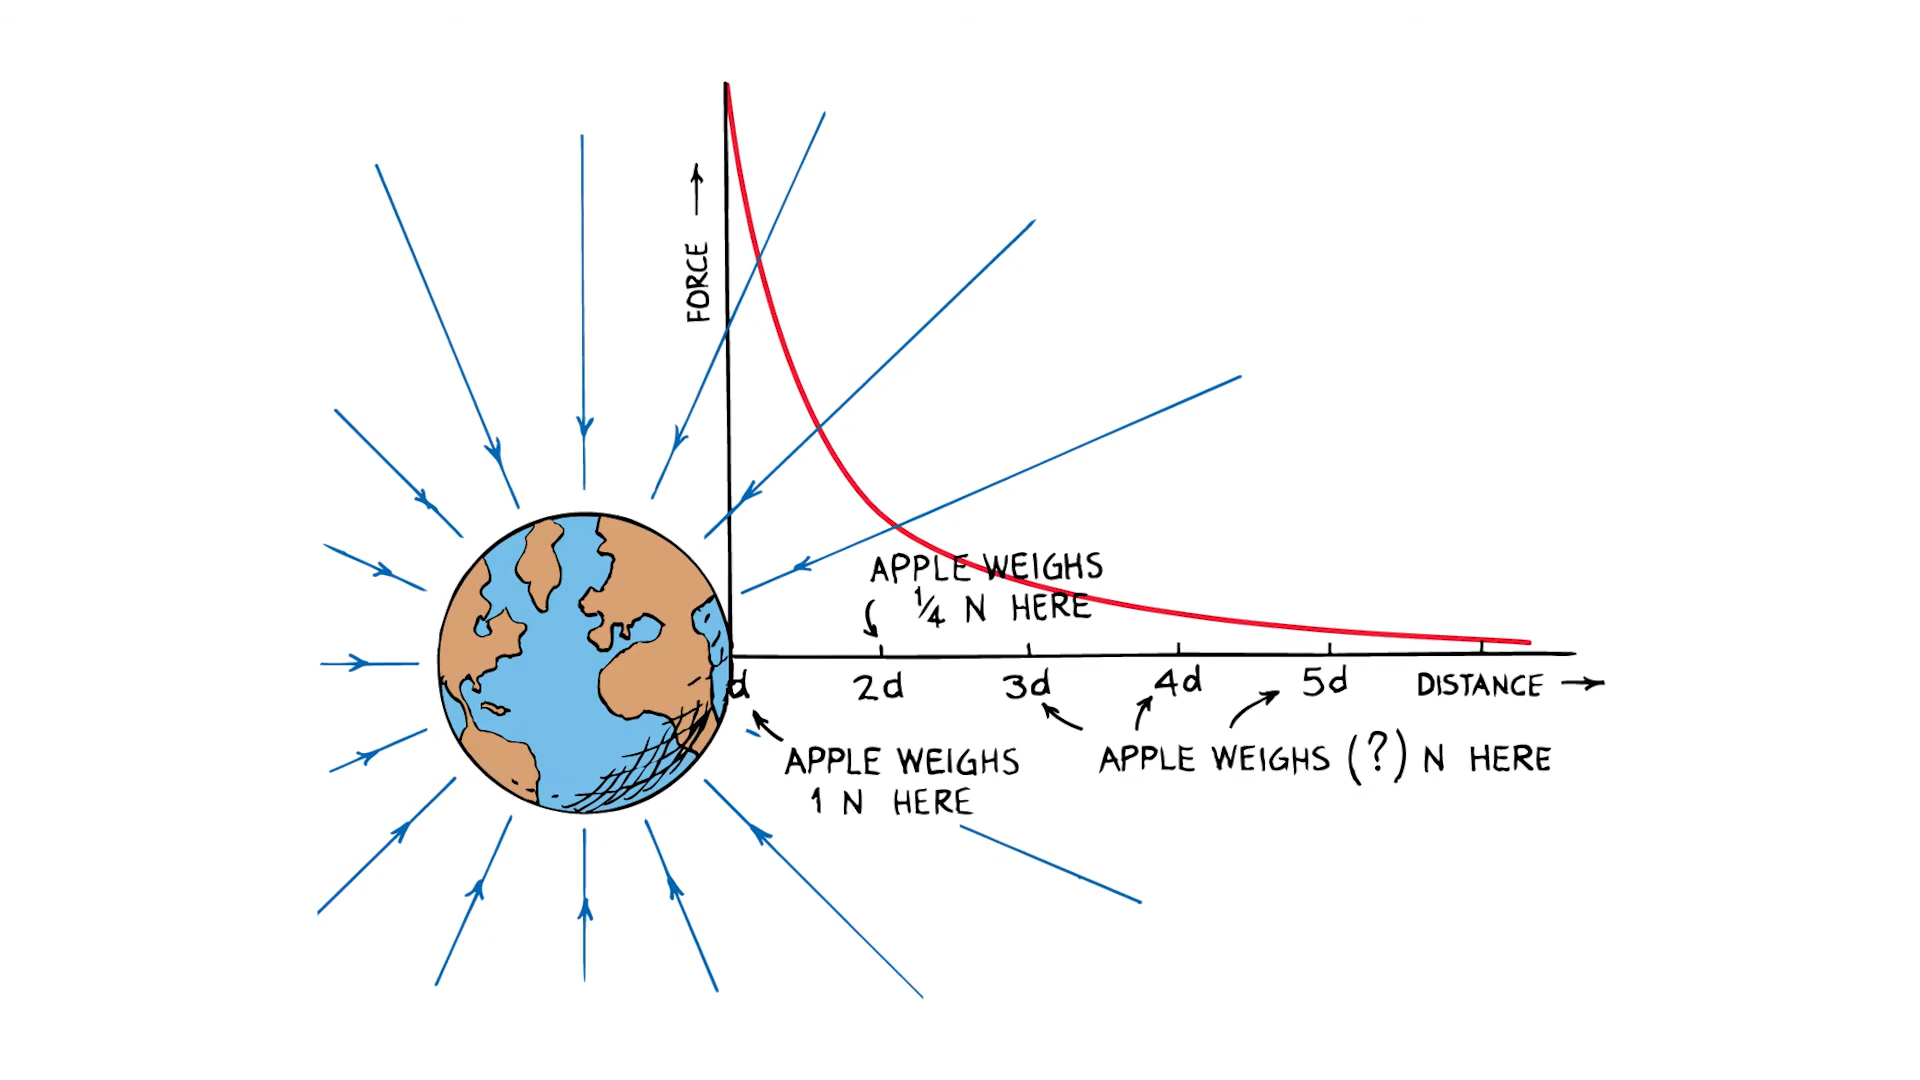 FORCE →
APPLE WEIGHS
1/4 N HERE
d 2d 3d 4d 5d DISTANCE →
APPLE WEIGHS
1 N HERE
APPLE WEIGHS (?) N HERE